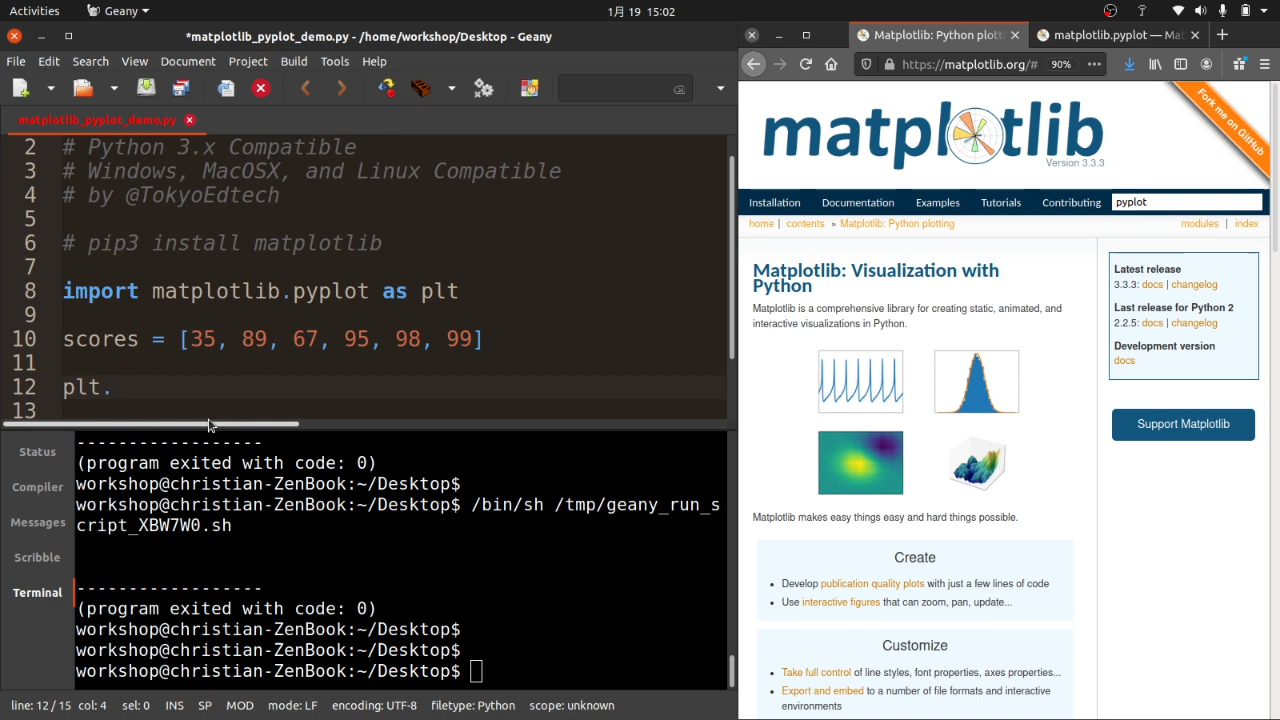 Activities
Geany
1月 19 15:02
*matplotlib_pyplot_demo.py - /home/workshop/Desktop - Geany
File Edit Search View Document Project Build Tools Help
matplotlib_pyplot_demo.py
2 # Python 3.x Compatible
3 # Windows, MacOSX, and Linux Compatible
4 # by @TokyoEdtech
5
6 # pip3 install matplotlib
7
8 import matplotlib.pyplot as plt
9
10 scores = [35, 89, 67, 95, 98, 99]
11
12 plt.
13
Status
Compiler
Messages
Scribble
Terminal
------------------
(program exited with code: 0)
workshop@christian-ZenBook:~/Desktop$
workshop@christian-ZenBook:~/Desktop$ /bin/sh /tmp/geany_run_s
cript_XBW7W0.sh
------------------
(program exited with code: 0)
workshop@christian-ZenBook:~/Desktop$
workshop@christian-ZenBook:~/Desktop$
workshop@christian-ZenBook:~/Desktop$
line: 12 / 15 col: 4 sel: 0 INS SP MOD mode: LF encoding: UTF-8 filetype: Python scope: unknown
Matplotlib: Python plotti
matplotlib.pyplot — Mat
https://matplotlib.org/#
90%
matplotlib
Version 3.3.3
Fork me on GitHub
Installation Documentation Examples Tutorials Contributing
pyplot
home | contents » Matplotlib: Python plotting
modules | index
Matplotlib: Visualization with
Python
Matplotlib is a comprehensive library for creating static, animated, and
interactive visualizations in Python.
Matplotlib makes easy things easy and hard things possible.
Create
• Develop publication quality plots with just a few lines of code
• Use interactive figures that can zoom, pan, update...
Customize
• Take full control of line styles, font properties, axes properties...
• Export and embed to a number of file formats and interactive
environments
Latest release
3.3.3: docs | changelog
Last release for Python 2
2.2.5: docs | changelog
Development version
docs
Support Matplotlib